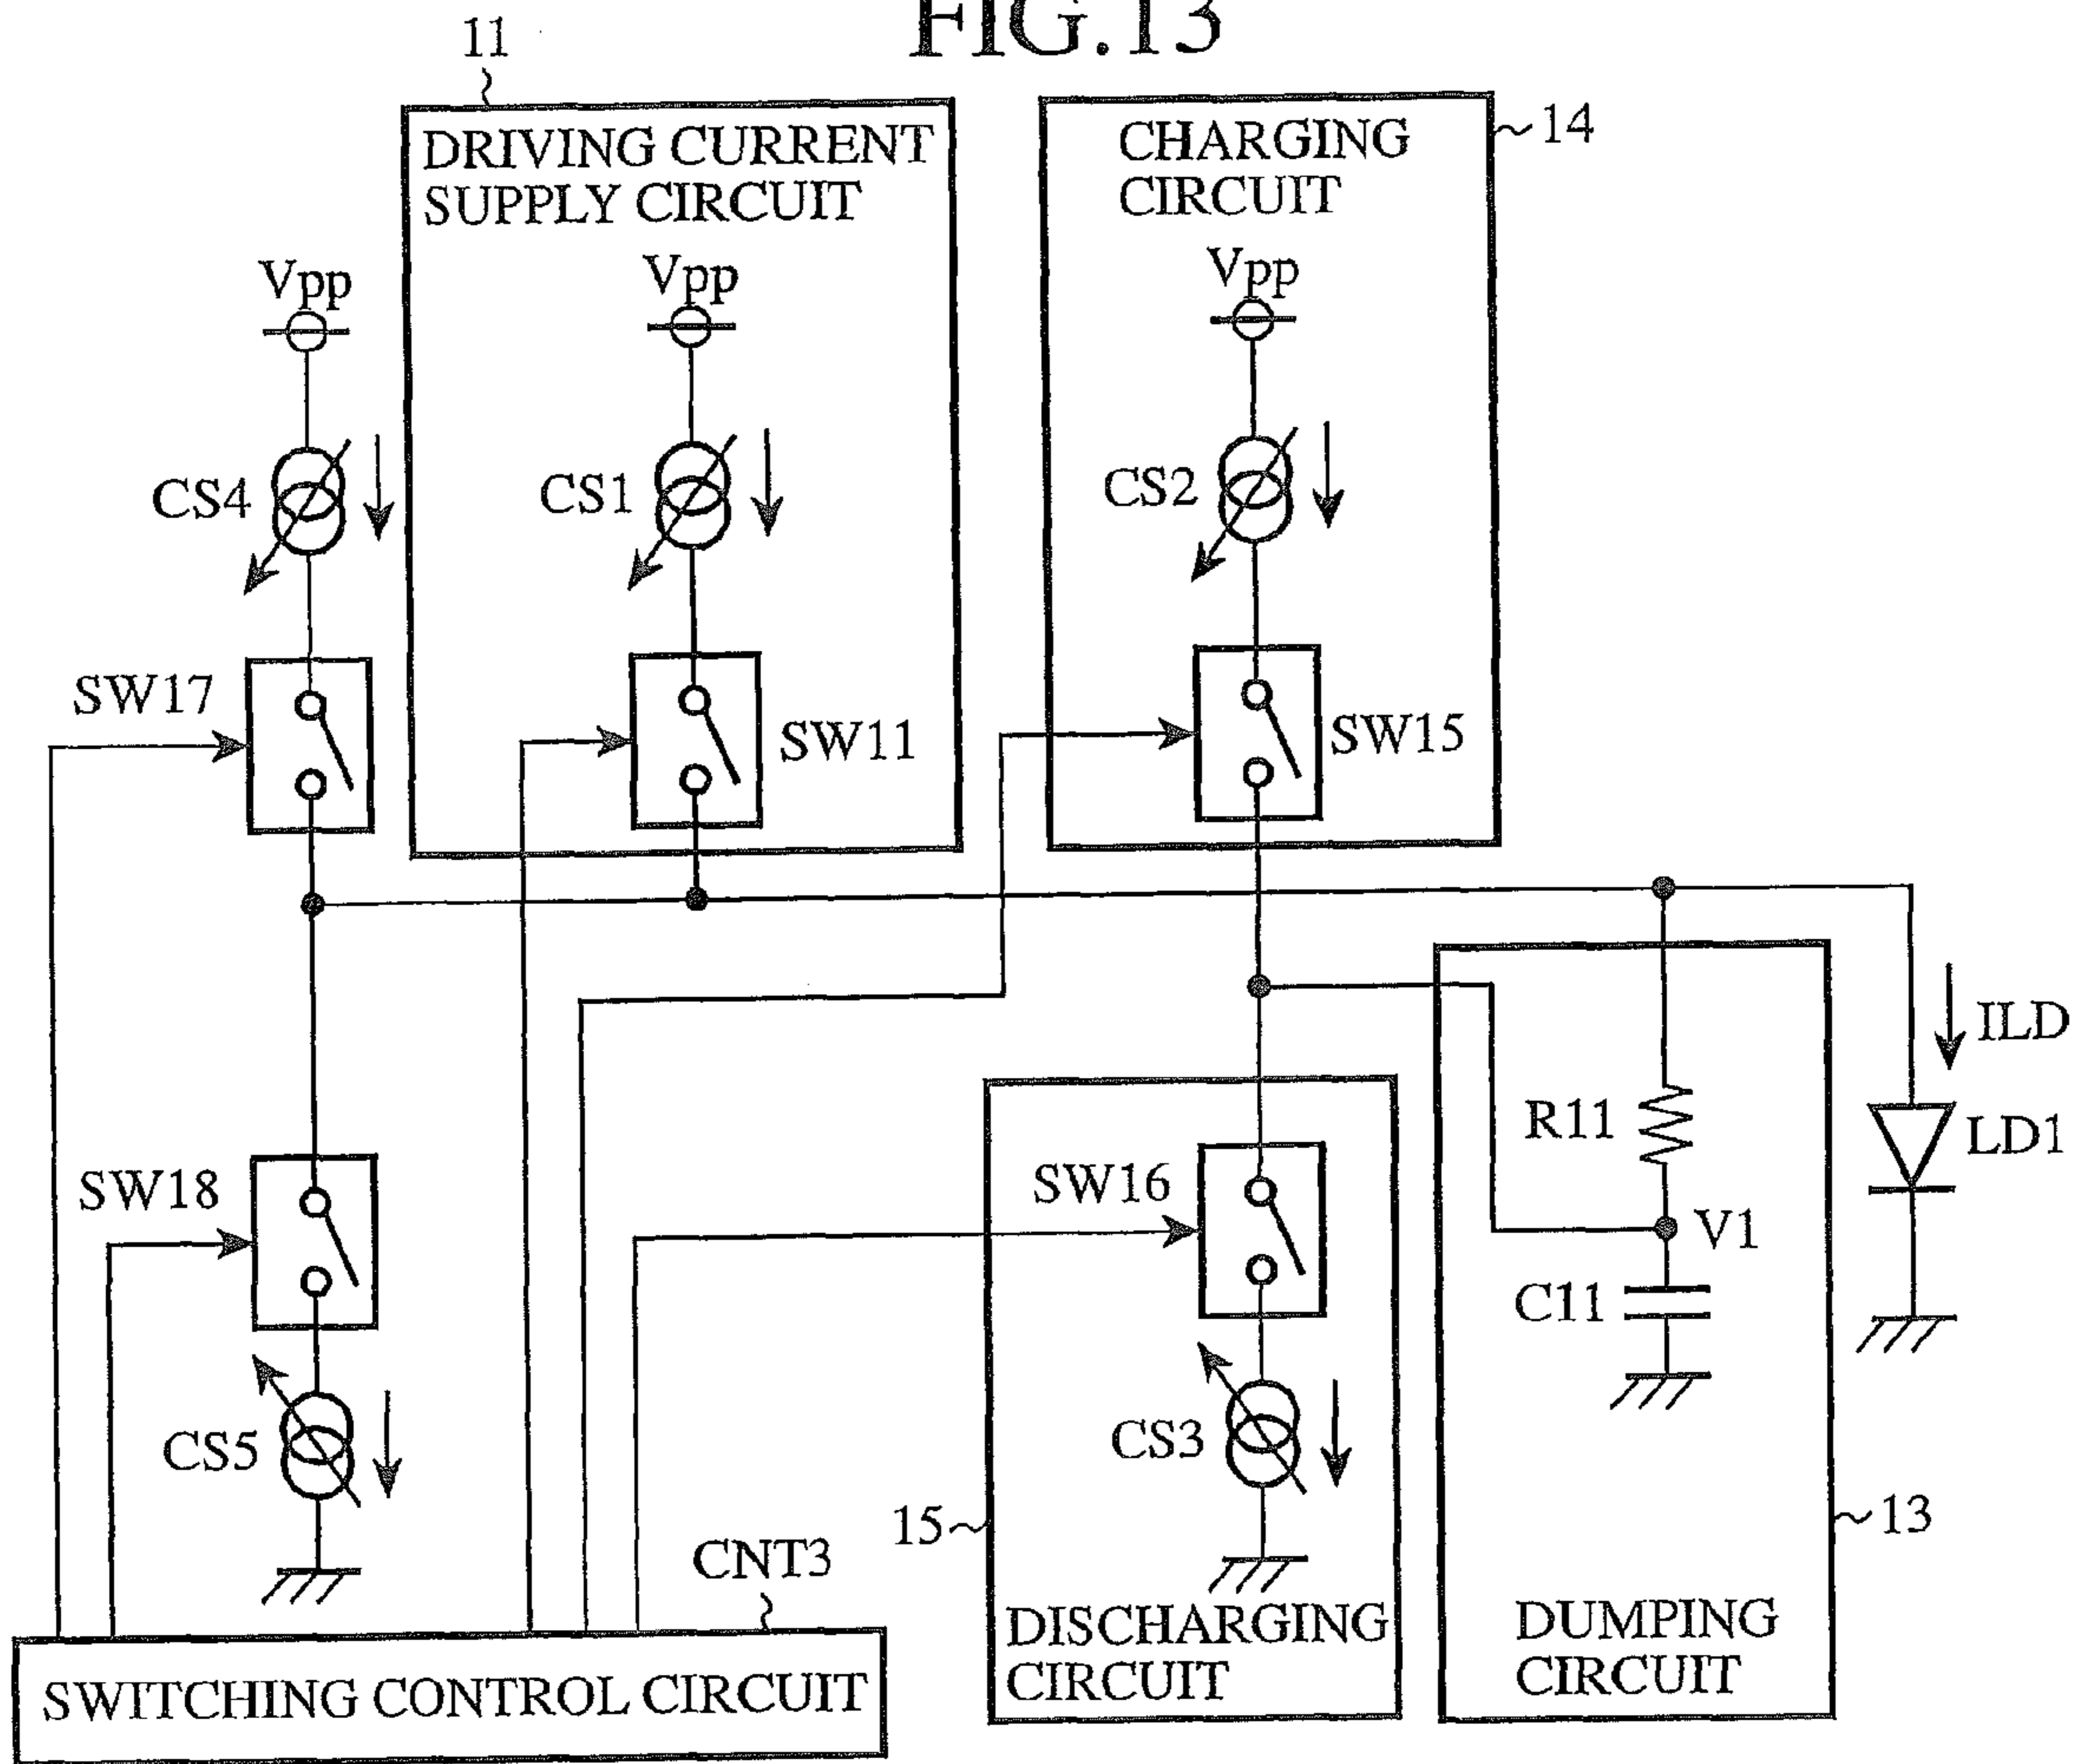 FIG.13
11
DRIVING CURRENT
SUPPLY CIRCUIT
CHARGING
CIRCUIT
14
Vpp
Vpp
Vpp
CS4
CS1
CS2
SW17
SW11
SW15
ILD
R11
LD1
SW18
SW16
V1
C11
CS5
CS3
15
13
CNT3
DISCHARGING
CIRCUIT
DUMPING
CIRCUIT
SWITCHING CONTROL CIRCUIT